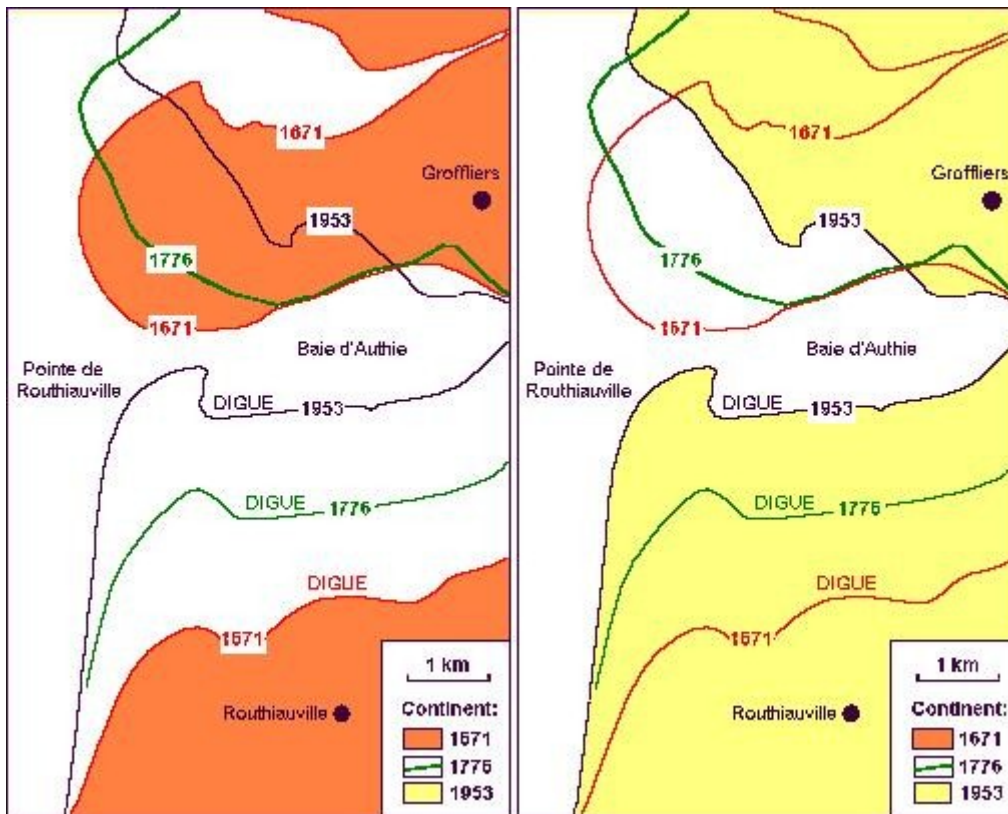 1671
Groffliers
1953
1776
1671
Baie d'Authie
Pointe de
Routhiauville
DIGUE 1953
DIGUE 1776
DIGUE
1671
1 km
Routhiauville
Continent:
1671
1776
1953
1671
Groffliers
1953
1776
1671
Baie d'Authie
Pointe de
Routhiauville
DIGUE 1953
DIGUE 1776
DIGUE
1671
1 km
Routhiauville
Continent:
1671
1776
1953